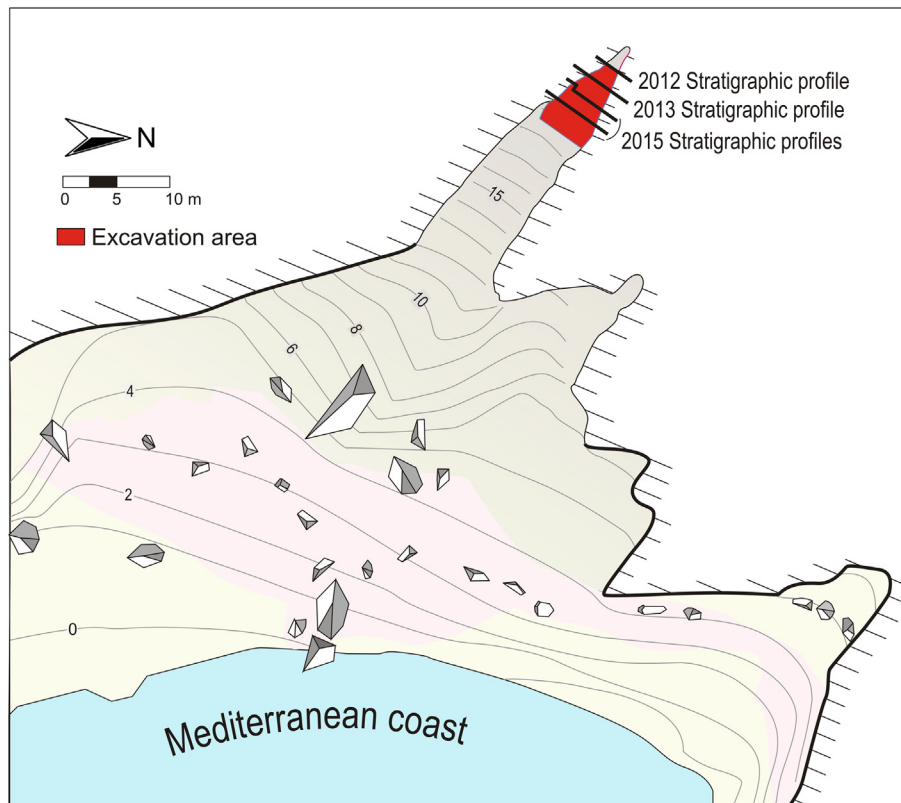 2012 Stratigraphic profile
2013 Stratigraphic profile
2015 Stratigraphic profiles
N
0 5 10 m
Excavation area
15
10
8
6
4
2
0
Mediterranean coast